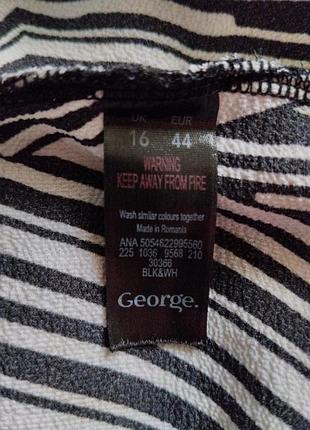 UK EUR
16 44
WARNING
KEEP AWAY FROM FIRE
Wash similar colours together
Made in Romania
ANA 5054622995560
225 1036 9568 210
30366
BLK&WH
George.